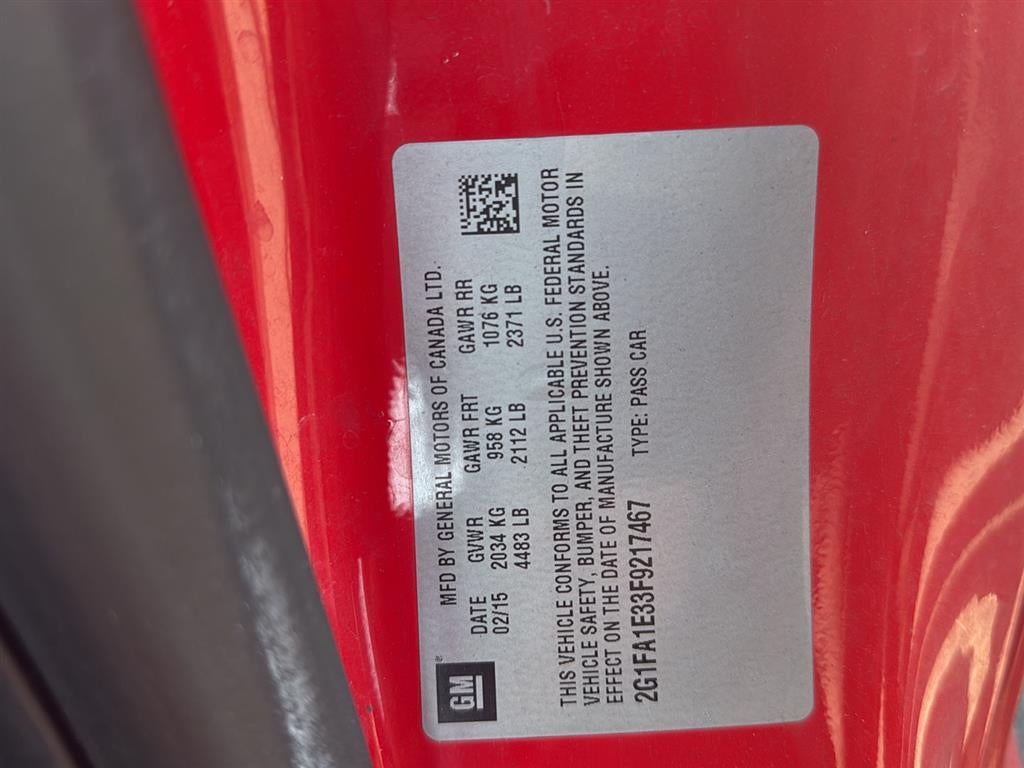 GM®
MFD BY GENERAL MOTORS OF CANADA LTD.
DATE GVWR GAWR FRT GAWR RR
02/15 2034 KG 958 KG 1076 KG
4483 LB 2112 LB 2371 LB
THIS VEHICLE CONFORMS TO ALL APPLICABLE U.S. FEDERAL MOTOR
VEHICLE SAFETY, BUMPER, AND THEFT PREVENTION STANDARDS IN
EFFECT ON THE DATE OF MANUFACTURE SHOWN ABOVE.
2G1FA1E33F9217467 TYPE: PASS CAR